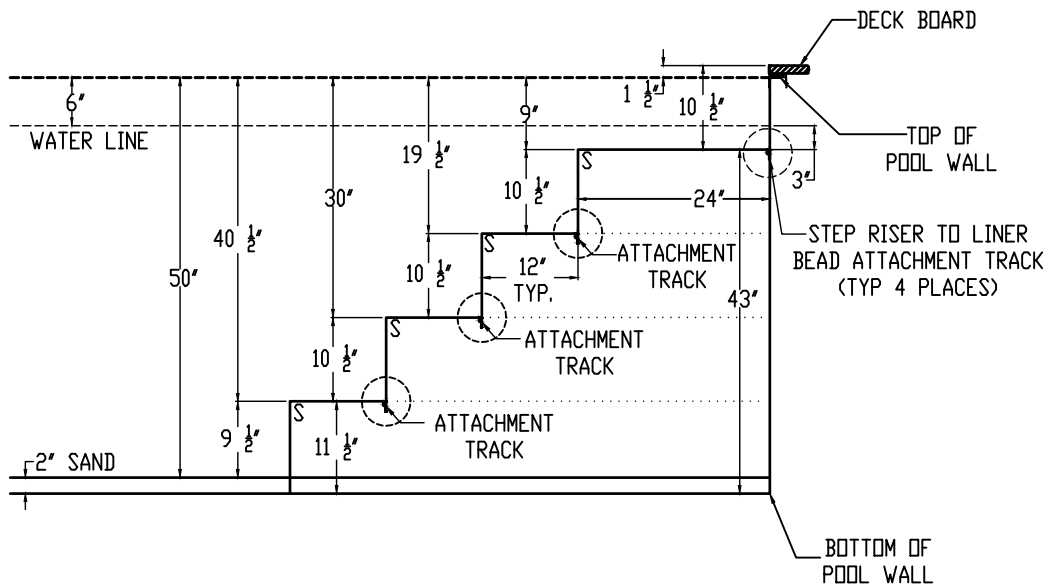 DECK BOARD
6"
WATER LINE
9"
1 1/2"
10 1/2"
TOP OF
POOL WALL
19 1/2"
S
3"
10 1/2"
30"
24"
40 1/2"
S
STEP RISER TO LINER
BEAD ATTACHMENT TRACK
(TYP 4 PLACES)
ATTACHMENT
TRACK
10 1/2"
12"
TYP.
50"
43"
S
ATTACHMENT
TRACK
10 1/2"
S
ATTACHMENT
TRACK
9 1/2"
11 1/2"
2" SAND
BOTTOM OF
POOL WALL